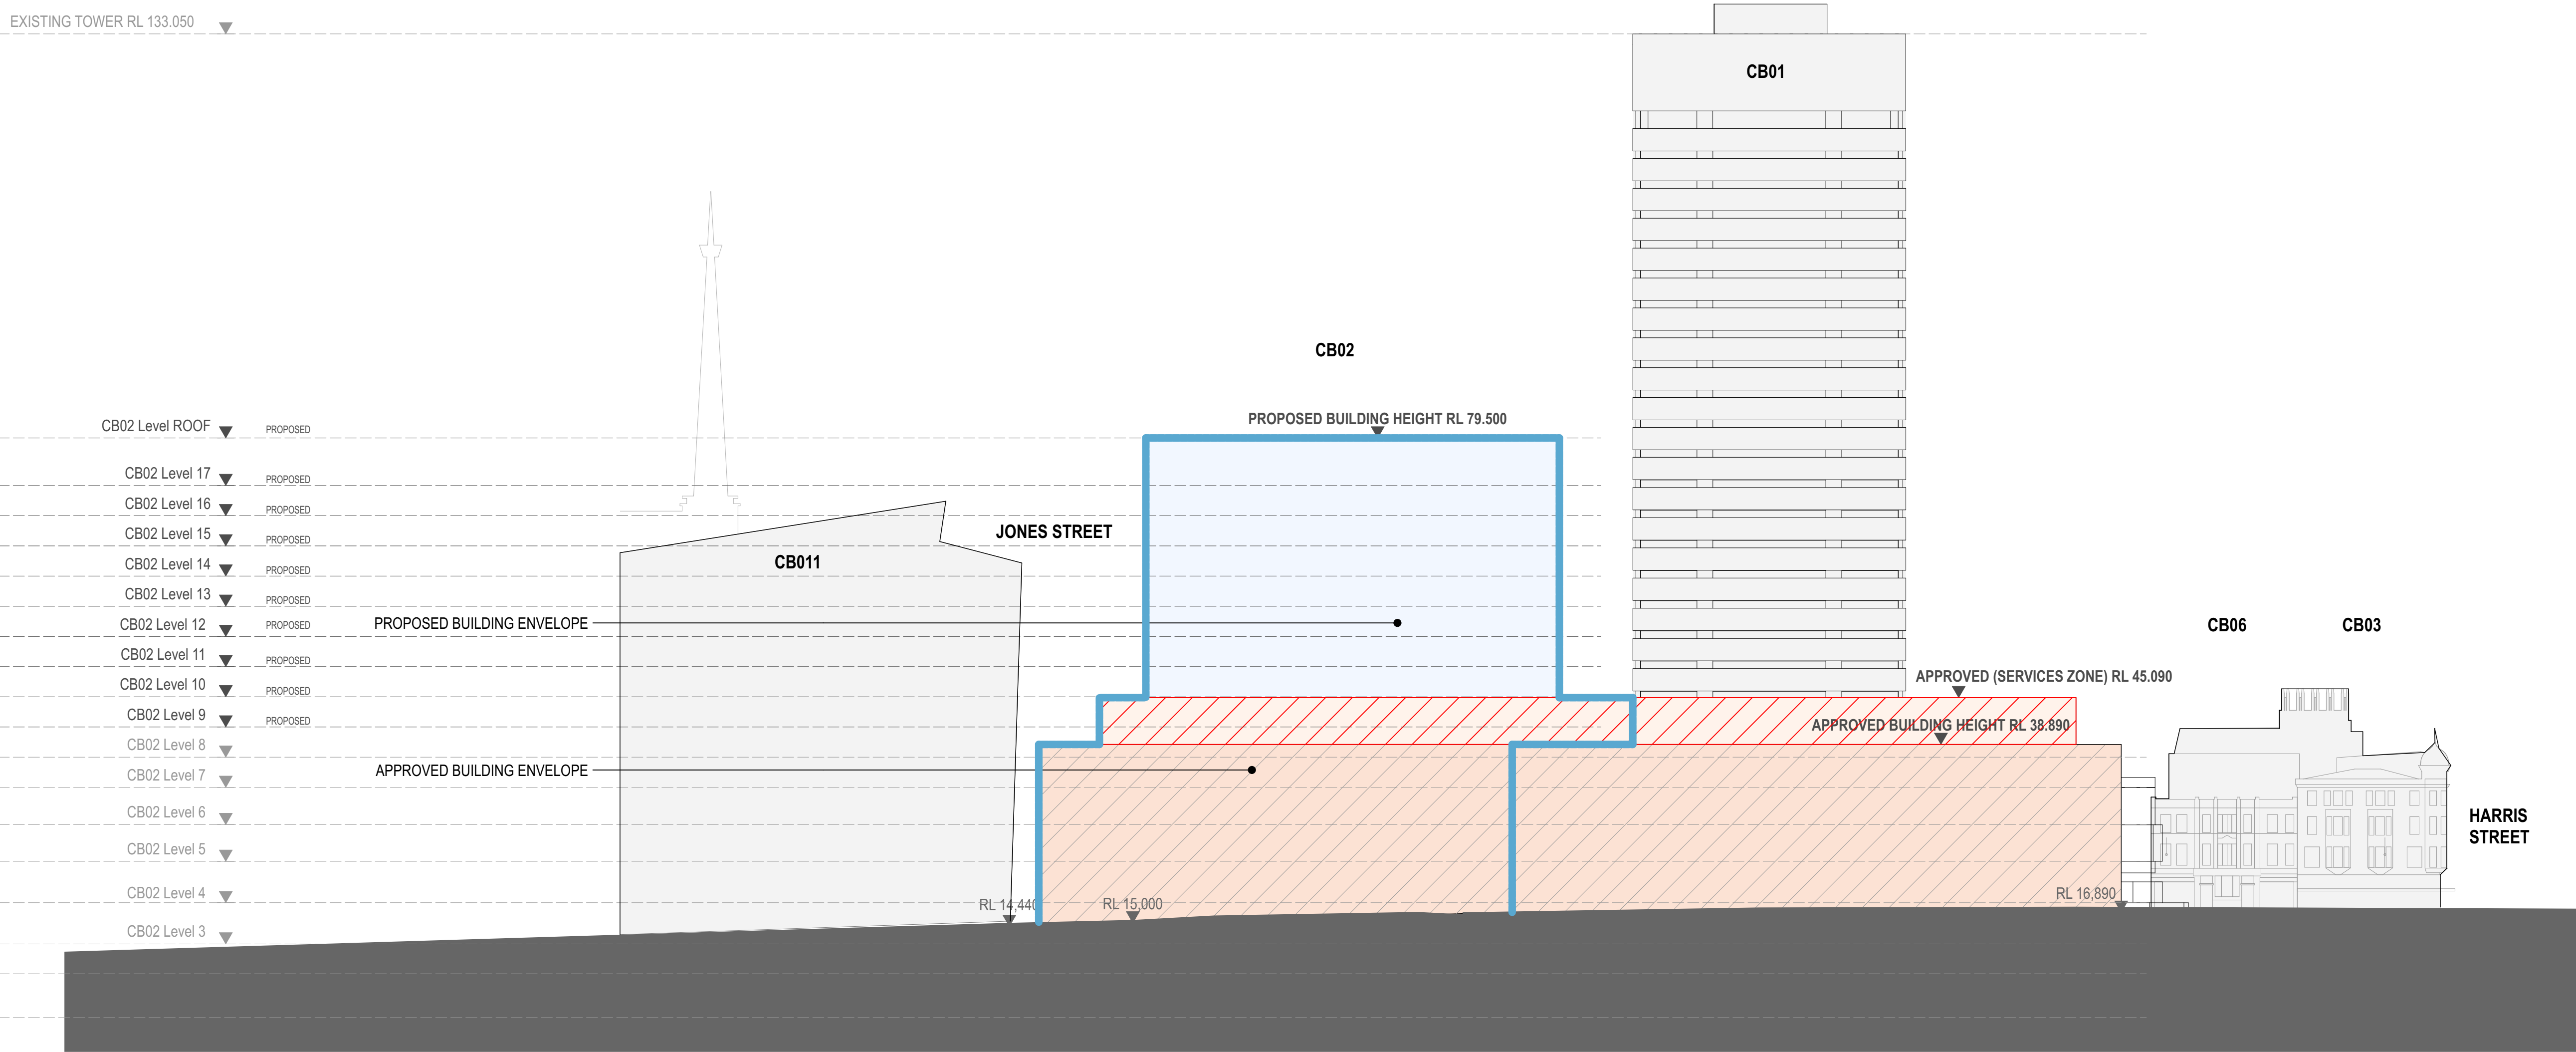 EXISTING TOWER RL 133.050
CB01
CB02
PROPOSED BUILDING HEIGHT RL 79.500
CB02 Level ROOF PROPOSED
CB02 Level 17 PROPOSED
CB02 Level 16 PROPOSED
CB02 Level 15 PROPOSED
JONES STREET
CB011
CB02 Level 14 PROPOSED
CB02 Level 13 PROPOSED
CB02 Level 12 PROPOSED
PROPOSED BUILDING ENVELOPE
CB06
CB03
CB02 Level 11 PROPOSED
CB02 Level 10 PROPOSED
APPROVED (SERVICES ZONE) RL 45.090
CB02 Level 9 PROPOSED
APPROVED BUILDING HEIGHT RL 38.890
CB02 Level 8
CB02 Level 7
APPROVED BUILDING ENVELOPE
CB02 Level 6
HARRIS
STREET
CB02 Level 5
CB02 Level 4
RL 14,440
RL 15,000
RL 16,890
CB02 Level 3